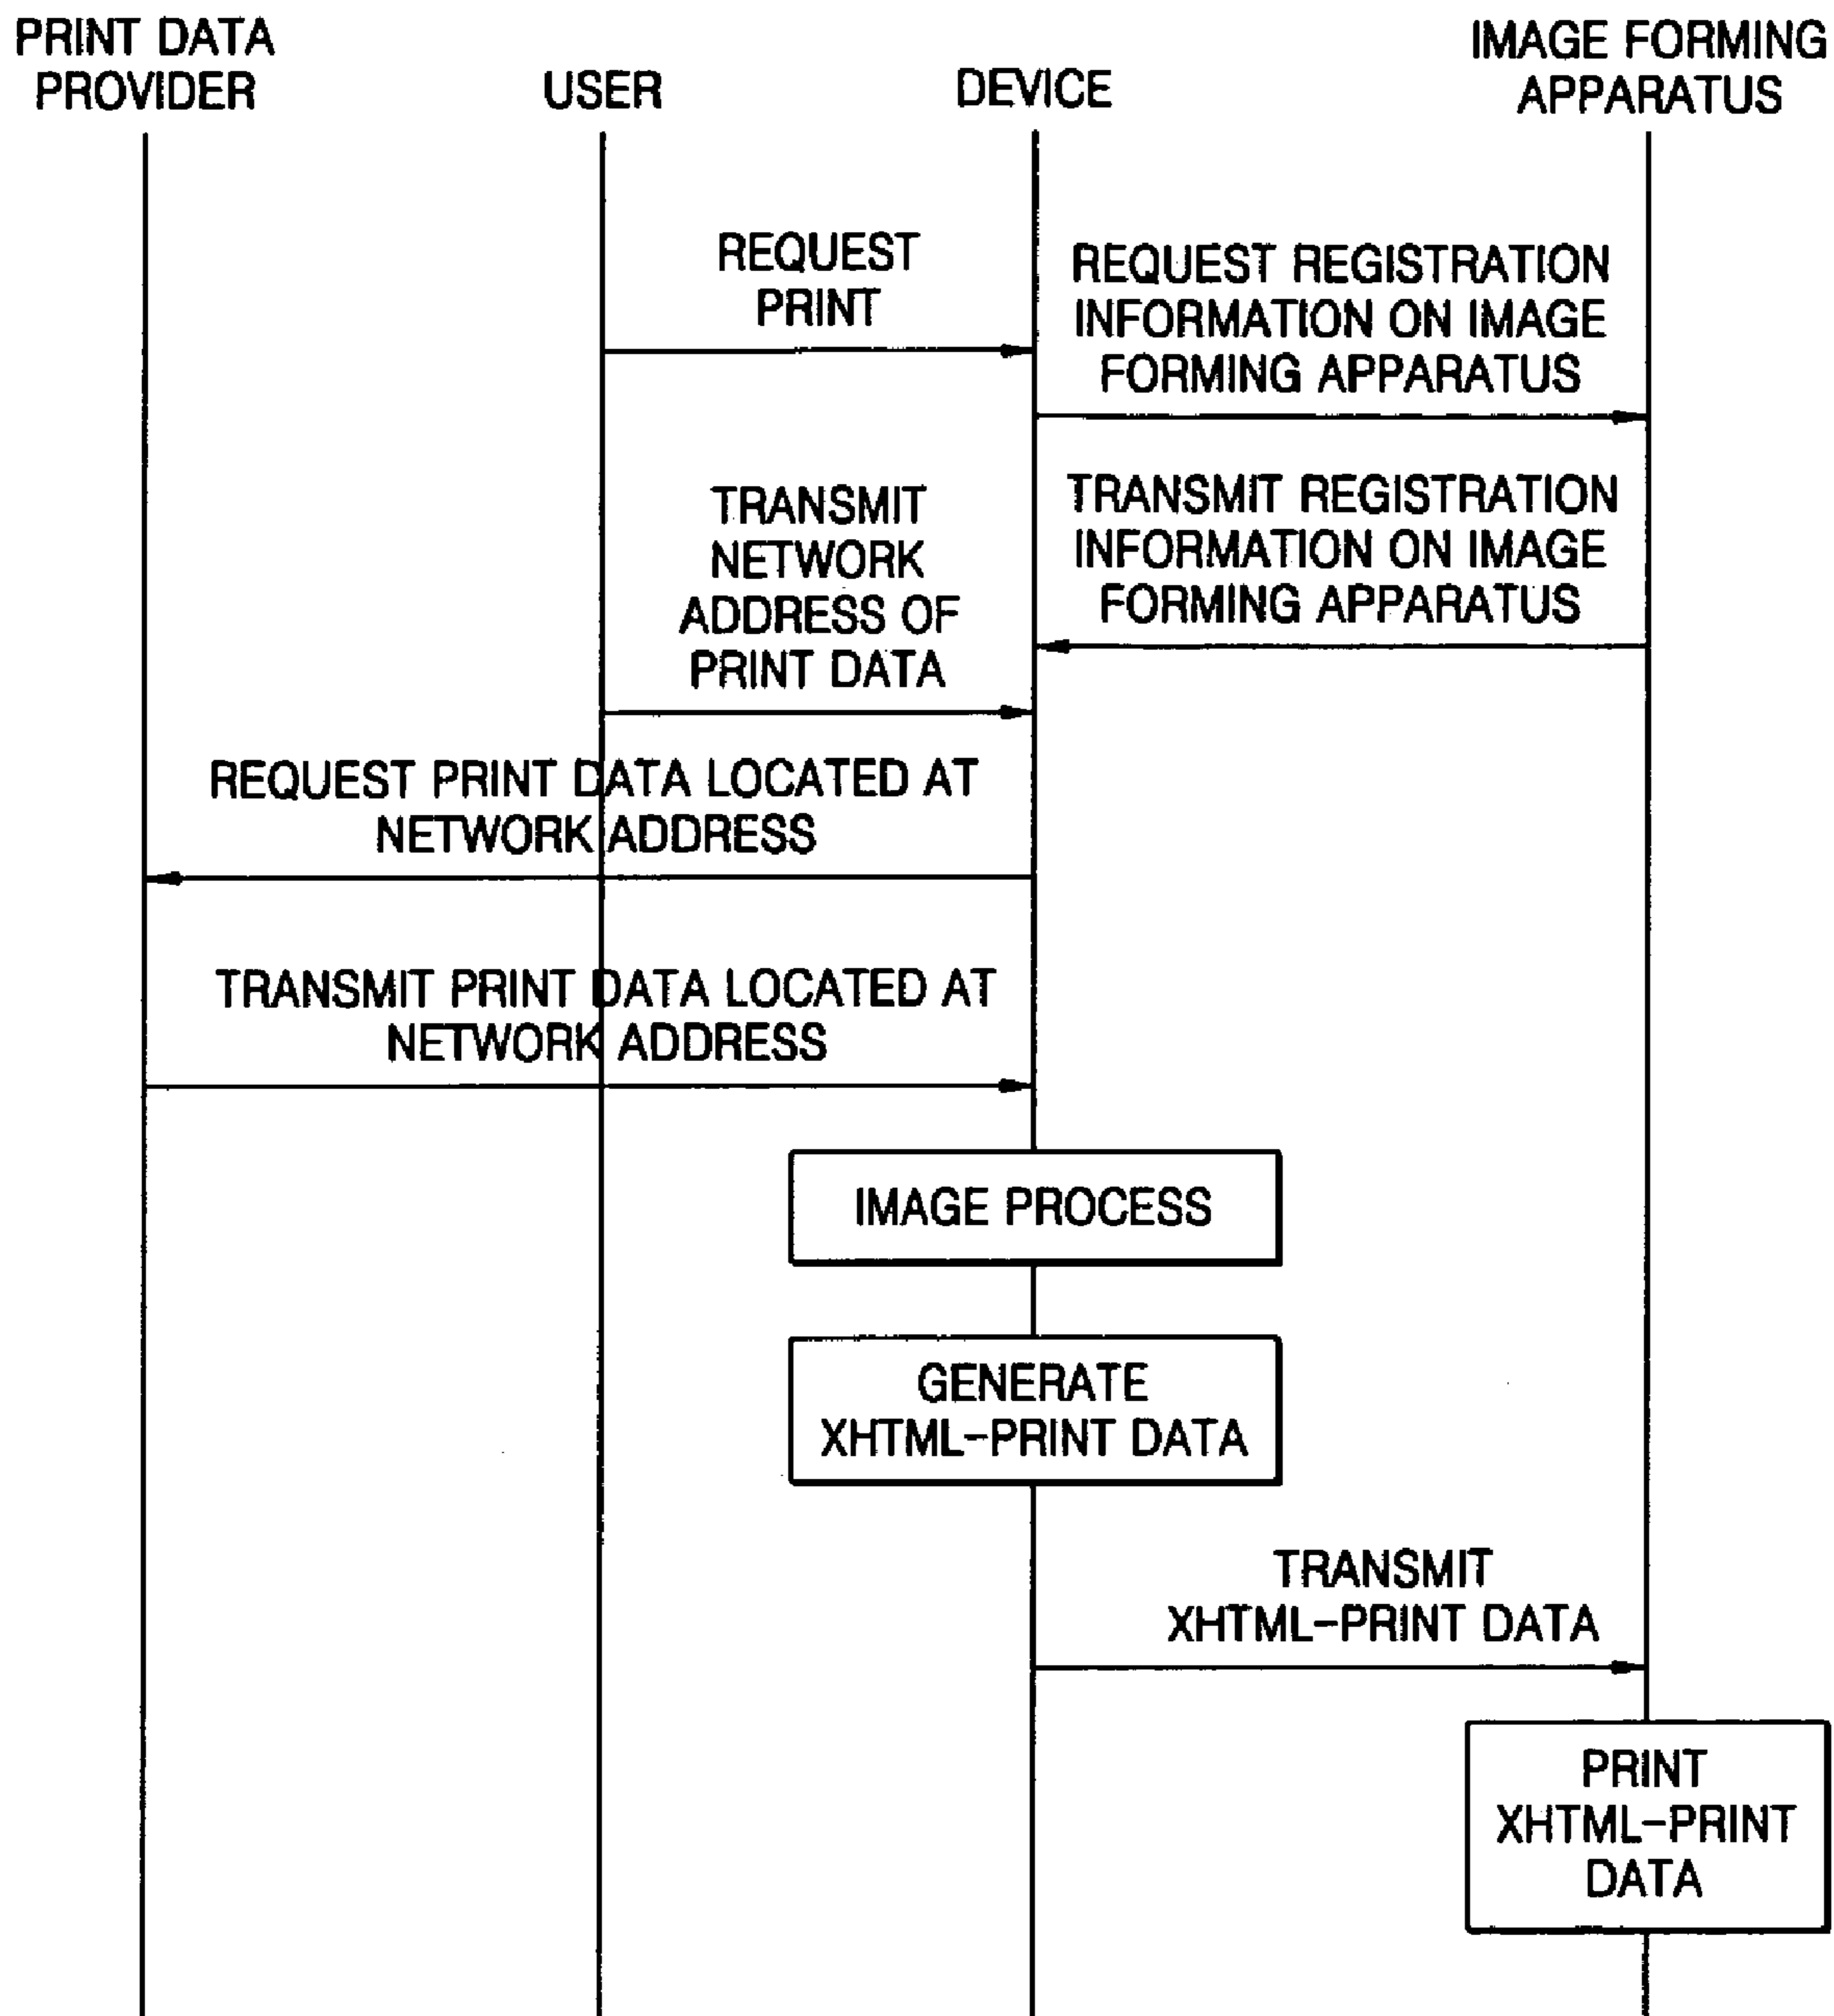 PRINT DATA
PROVIDER
USER
DEVICE
IMAGE FORMING
APPARATUS
REQUEST
PRINT
REQUEST REGISTRATION
INFORMATION ON IMAGE
FORMING APPARATUS
TRANSMIT REGISTRATION
INFORMATION ON IMAGE
FORMING APPARATUS
TRANSMIT
NETWORK
ADDRESS OF
PRINT DATA
REQUEST PRINT DATA LOCATED AT
NETWORK ADDRESS
TRANSMIT PRINT DATA LOCATED AT
NETWORK ADDRESS
IMAGE PROCESS
GENERATE
XHTML-PRINT DATA
TRANSMIT
XHTML-PRINT DATA
PRINT
XHTML-PRINT
DATA